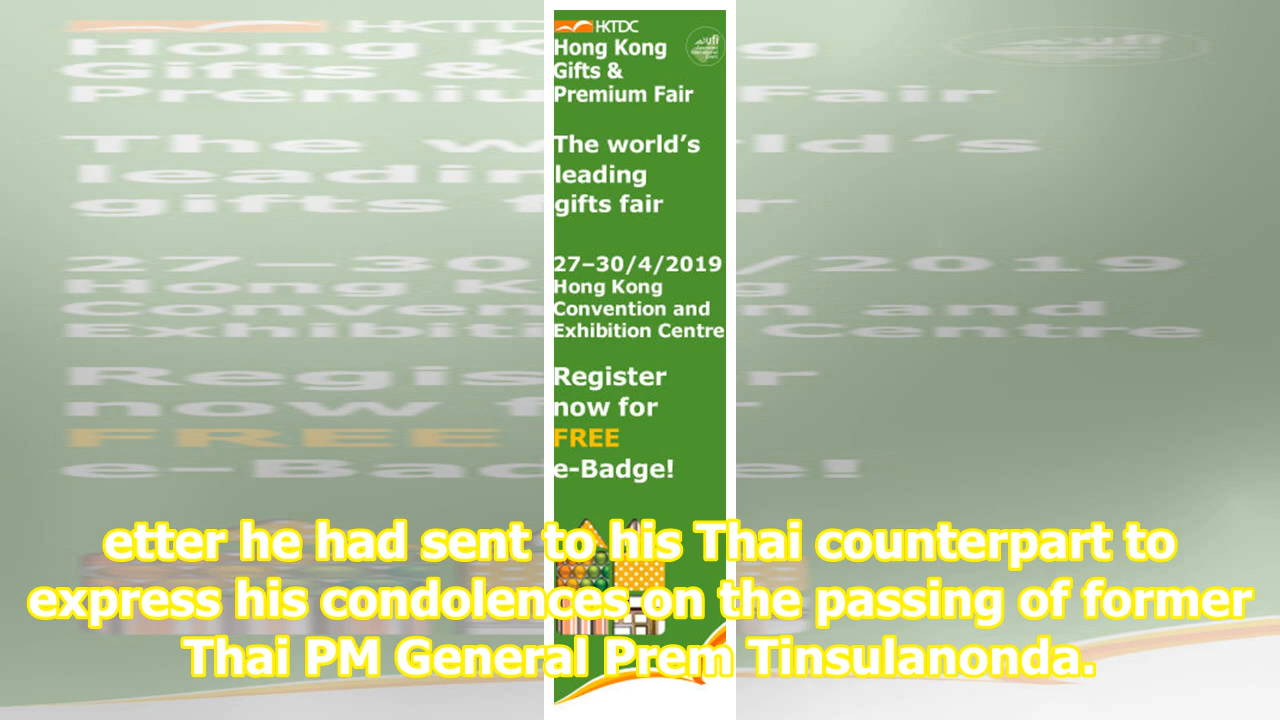 HKTDC
Hong Kong
Gifts &
Premium Fair
ufi
The world's
leading
gifts fair
27–30/4/2019
Hong Kong
Convention and
Exhibition Centre
Register
now for
FREE
e-Badge!
etter he had sent to his Thai counterpart to
express his condolences on the passing of former
Thai PM General Prem Tinsulanonda.